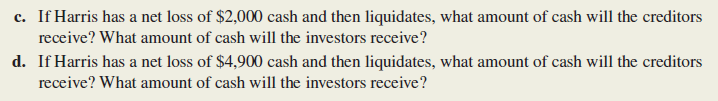 c. If Harris has a net loss of $2,000 cash and then liquidates, what amount of cash will the creditors
receive? What amount of cash will the investors receive?
d. If Harris has a net loss of $4,900 cash and then liquidates, what amount of cash will the creditors
receive? What amount of cash will the investors receive?